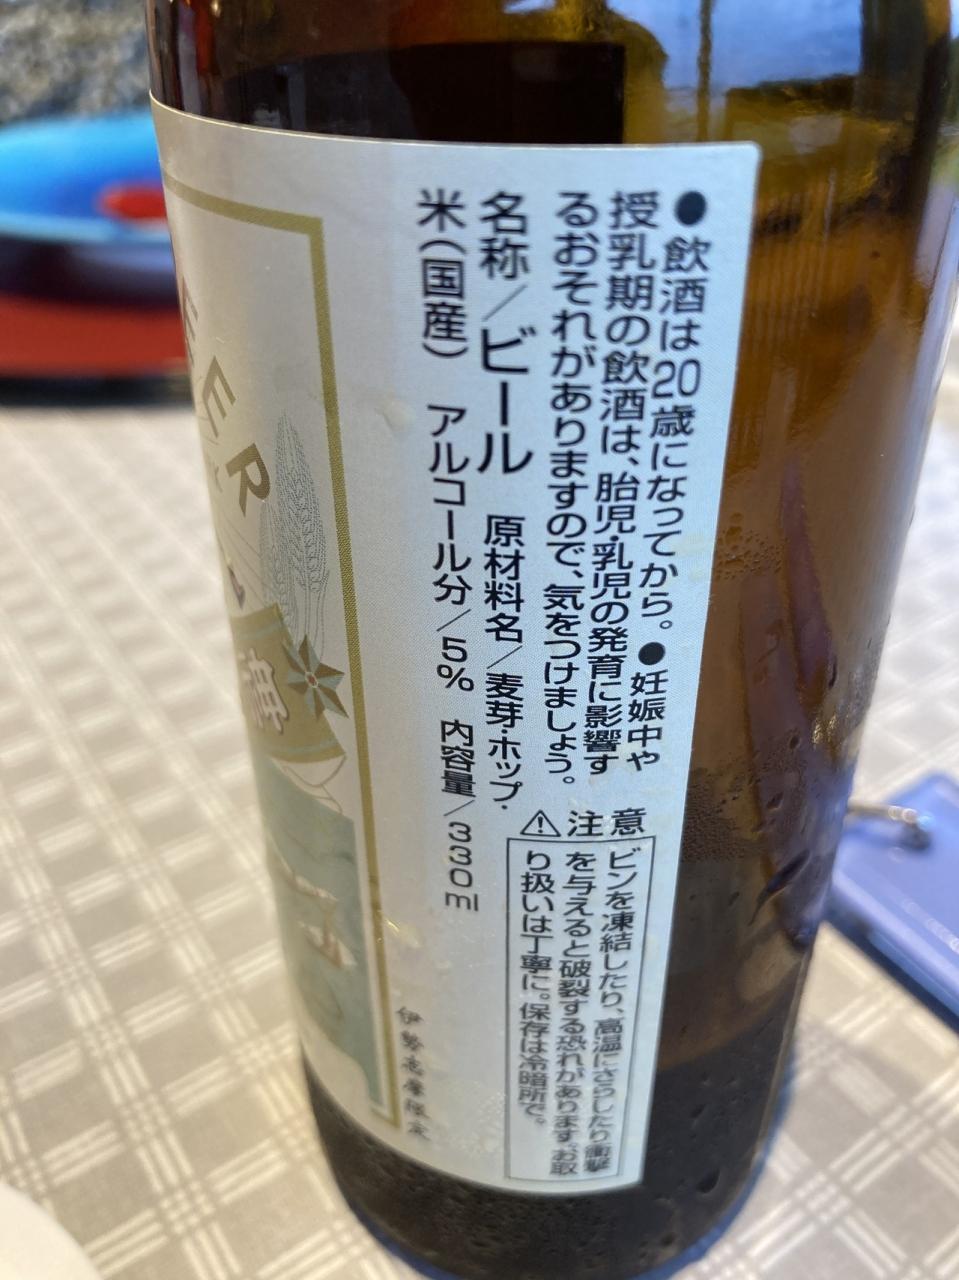 ●飲酒は20歳になってから。●妊娠中や
授乳期の飲酒は、胎児・乳児の発育に影響す
るおそれがありますので、気をつけましょう。
名称／ビール 原材料名／麦芽・ホップ・
米(国産) アルコール分／5% 内容量／330ml
⚠注意
ビンを凍結したり、高温にさらしたり衝撃
を与えると破裂する恐れがあります。お取
り扱いは丁寧に。保存は冷暗所で。
伊勢志摩限定
EER
神